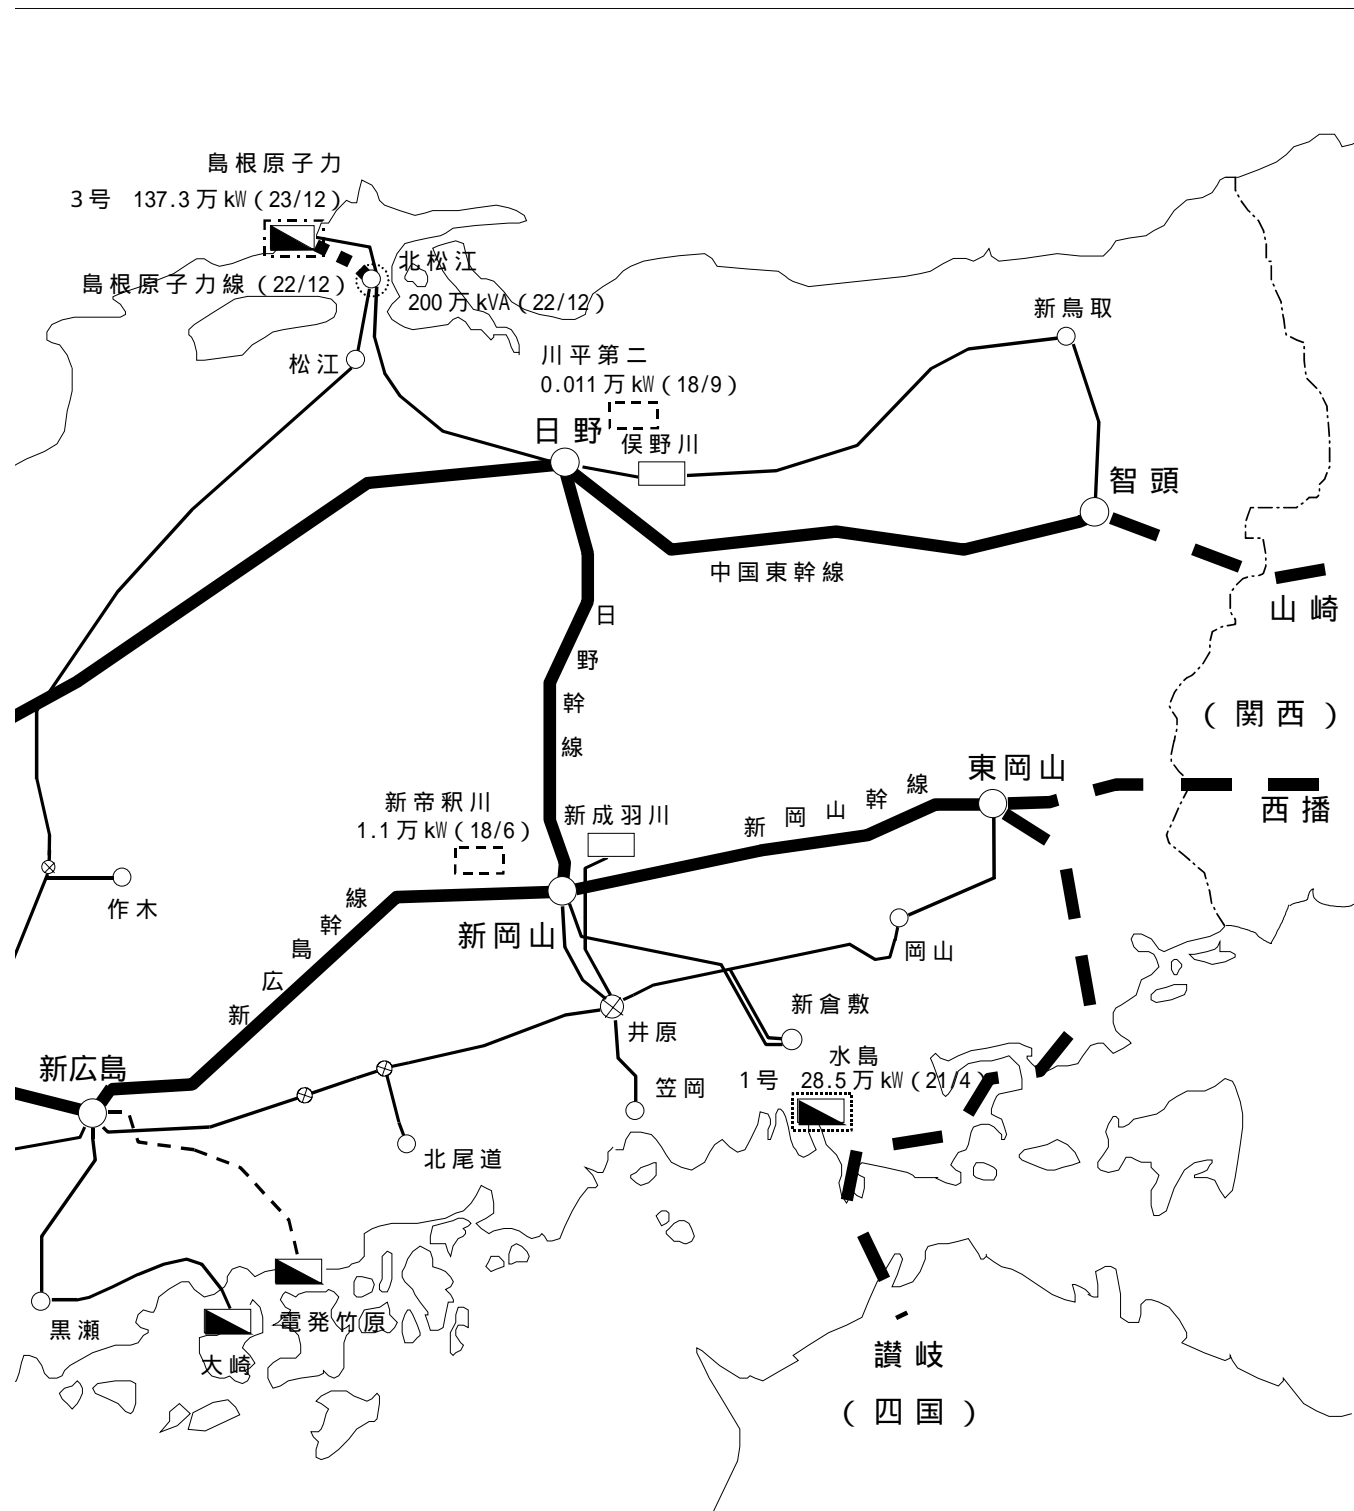 島根原子力
3号 137.3万kW(23/12)
北松江
島根原子力線(22/12)
200万kVA(22/12)
新鳥取
松江
川平第二
0.011万kW(18/9)
日野
俣野川
智頭
中国東幹線
山崎
日野幹線
(関西)
東岡山
新岡山幹線
西播
新帝釈川
1.1万kW(18/6)
新成羽川
作木
新広島幹線
新岡山
岡山
新倉敷
井原
新広島
水島
1号 28.5万kW(21/4)
笠岡
北尾道
電発竹原
黒瀬
大崎
讃岐
(四国)